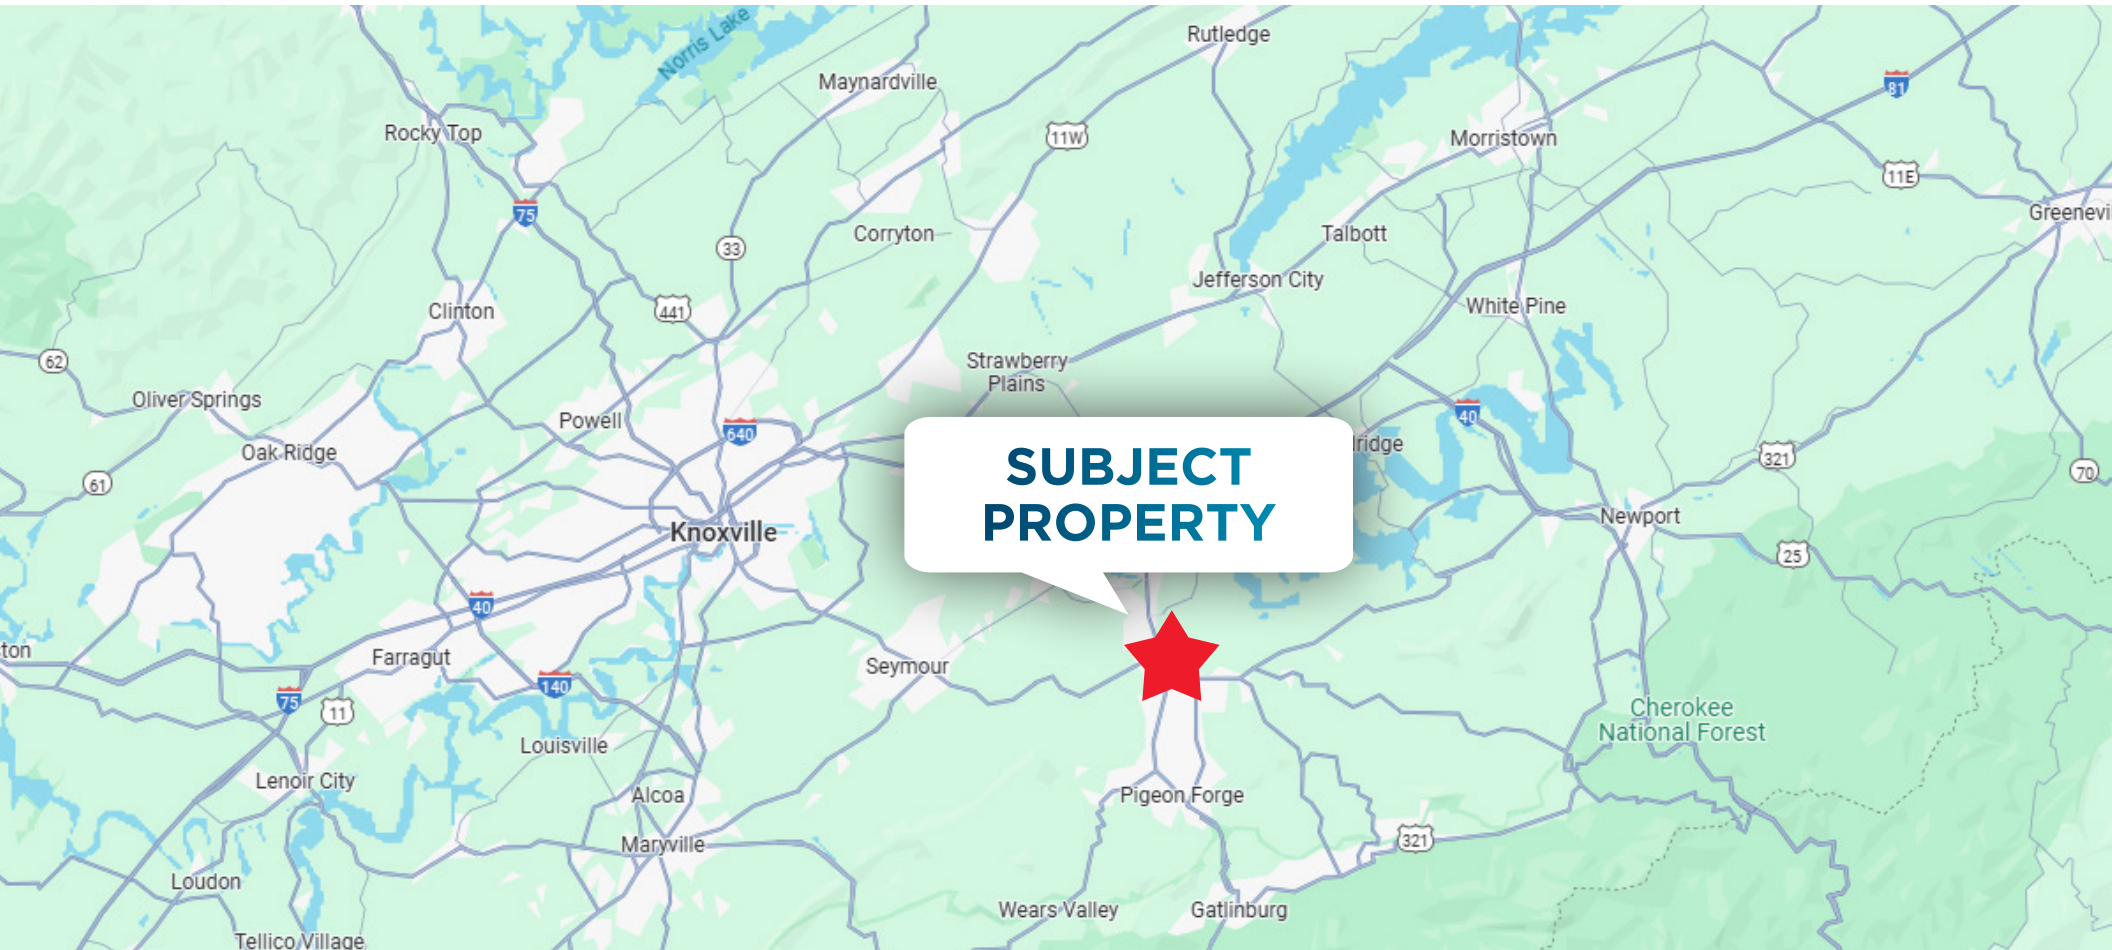 Norris Lake
Rutledge
Maynardville
81
Rocky Top
11W
Morristown
11E
75
Greenevi
33
Corryton
Talbott
Jefferson City
Clinton
441
White Pine
62
Strawberry
Plains
Oliver Springs
Powell
640
40
lridge
Oak Ridge
321
61
70
SUBJECT
PROPERTY
Knoxville
Newport
25
40
ton
Farragut
Seymour
75
140
11
Cherokee
National Forest
Louisville
Lenoir City
Alcoa
Pigeon Forge
Maryville
321
Loudon
Wears Valley
Gatlinburg
Tellico Village